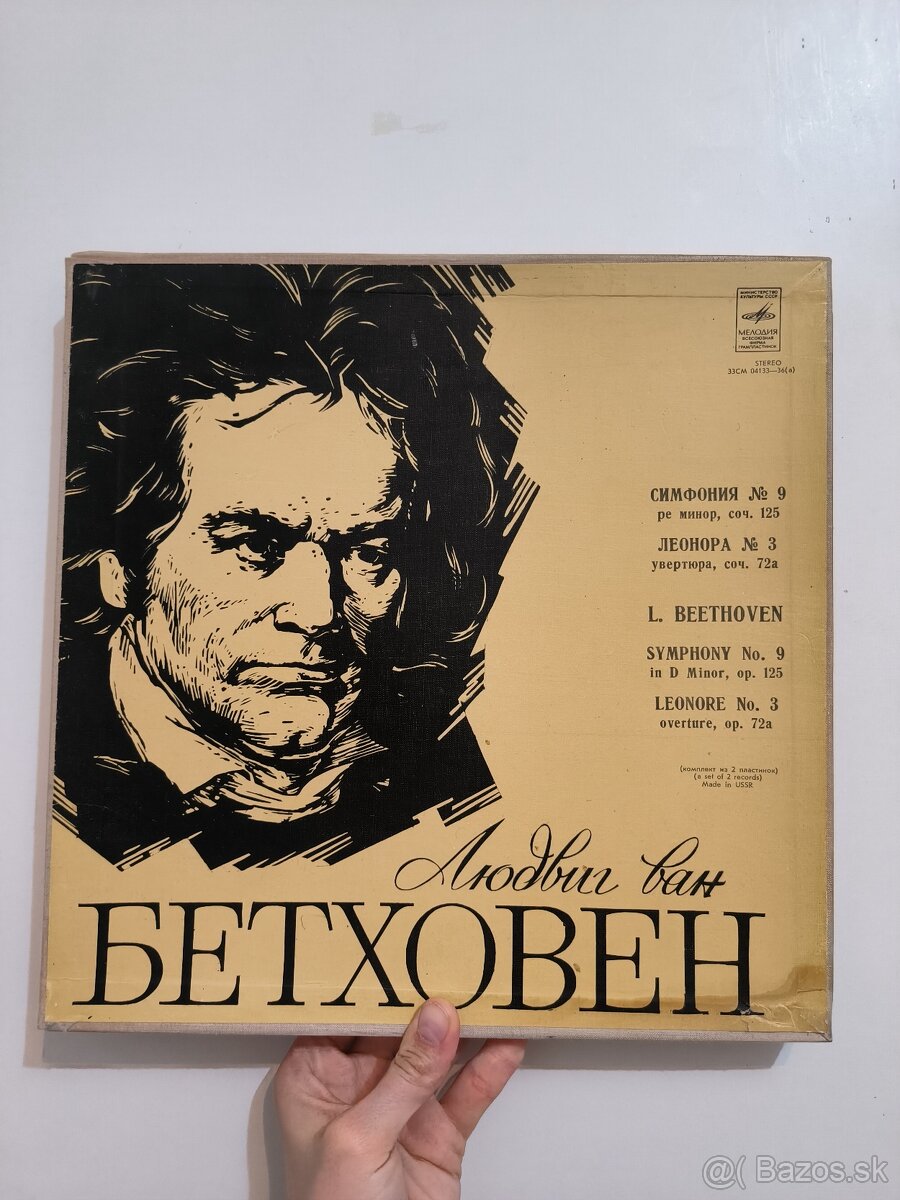 МИНИСТЕРСТВО
КУЛЬТУРЫ СССР
МЕЛОДИЯ
ВСЕСОЮЗНАЯ
ФИРМА
ГРАМПЛАСТИНОК
STEREO
33СМ 04133—36(а)
СИМФОНИЯ № 9
ре минор, соч. 125
ЛЕОНОРА № 3
увертюра, соч. 72а
L. BEETHOVEN
SYMPHONY No. 9
in D Minor, op. 125
LEONORE No. 3
overture, op. 72a
(комплект из 2 пластинок)
(a set of 2 records)
Made in USSR
Людвиг ван
БЕТХОВЕН
@( Bazos.sk